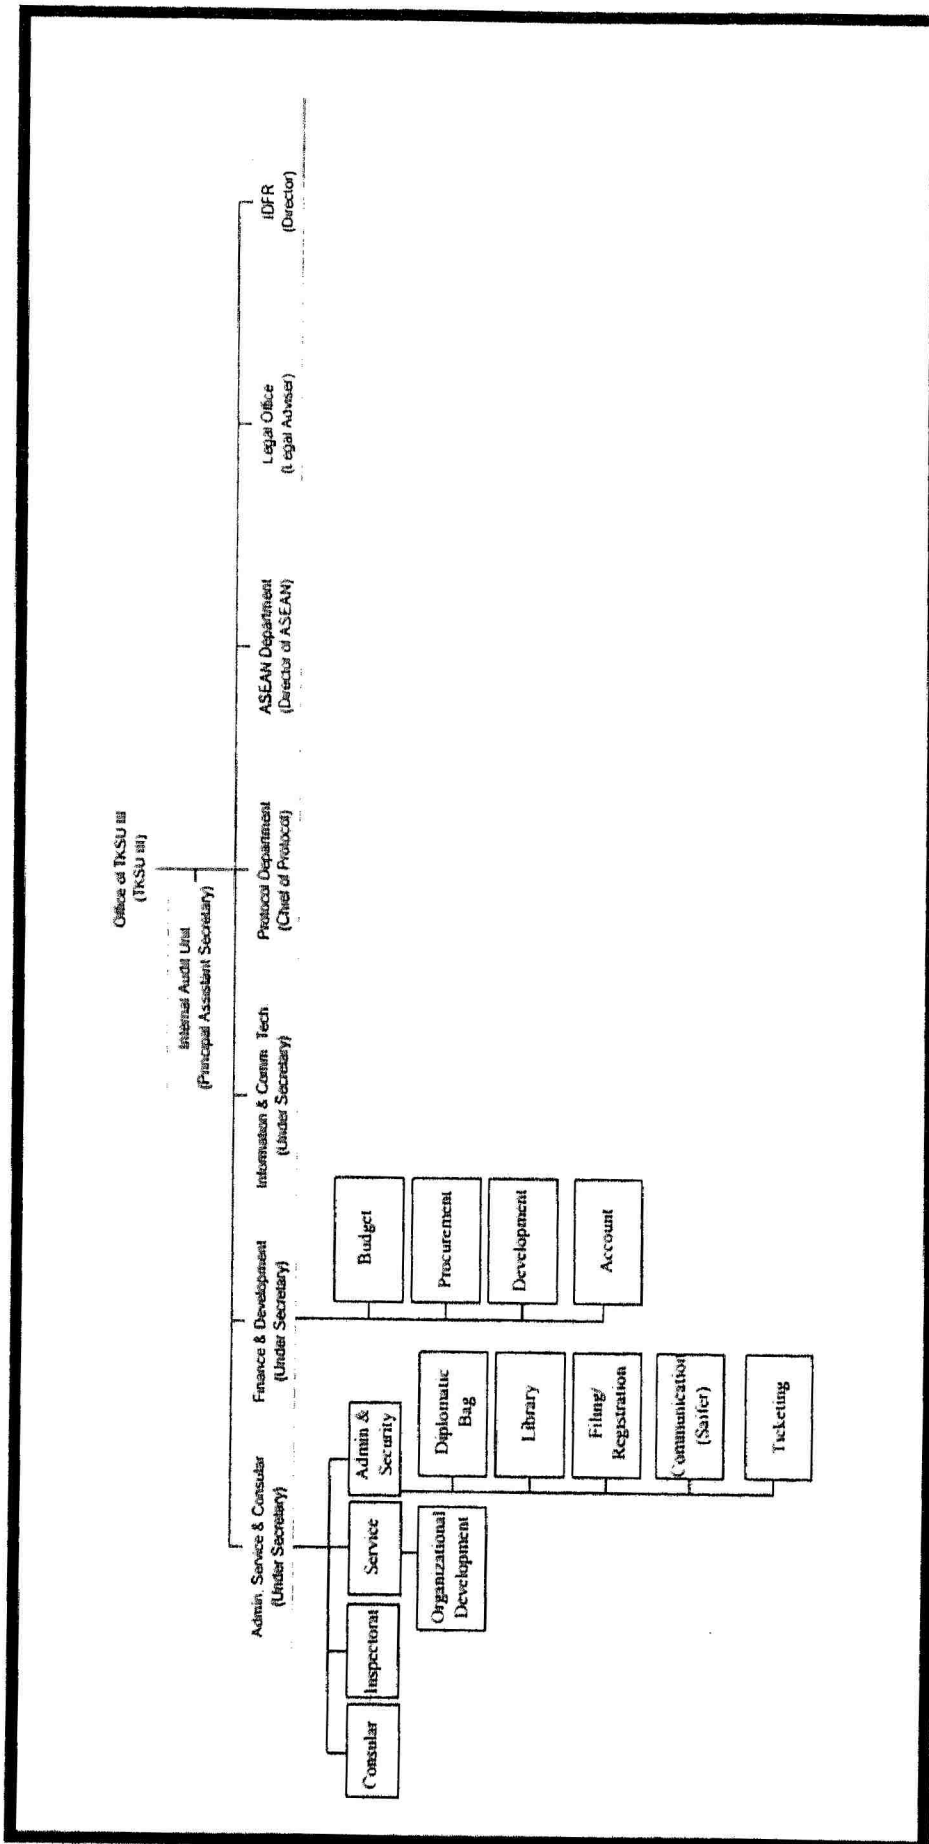 Office of TKSU III
(TKSU III)
Internal Audit Unit
(Principal Assistant Secretary)
Admin. Service & Consular
(Under Secretary)
Finance & Development
(Under Secretary)
Information & Comm. Tech.
(Under Secretary)
Protocol Department
(Chief of Protocol)
ASEAN Department
(Director of ASEAN)
Legal Office
(Legal Adviser)
IDFR
(Director)
Consular
Inspectorat
Service
Admin &
Security
Organizational
Development
Diplomatic
Bag
Library
Filing/
Registration
Communication
(Saifer)
Ticketing
Budget
Procurement
Development
Account